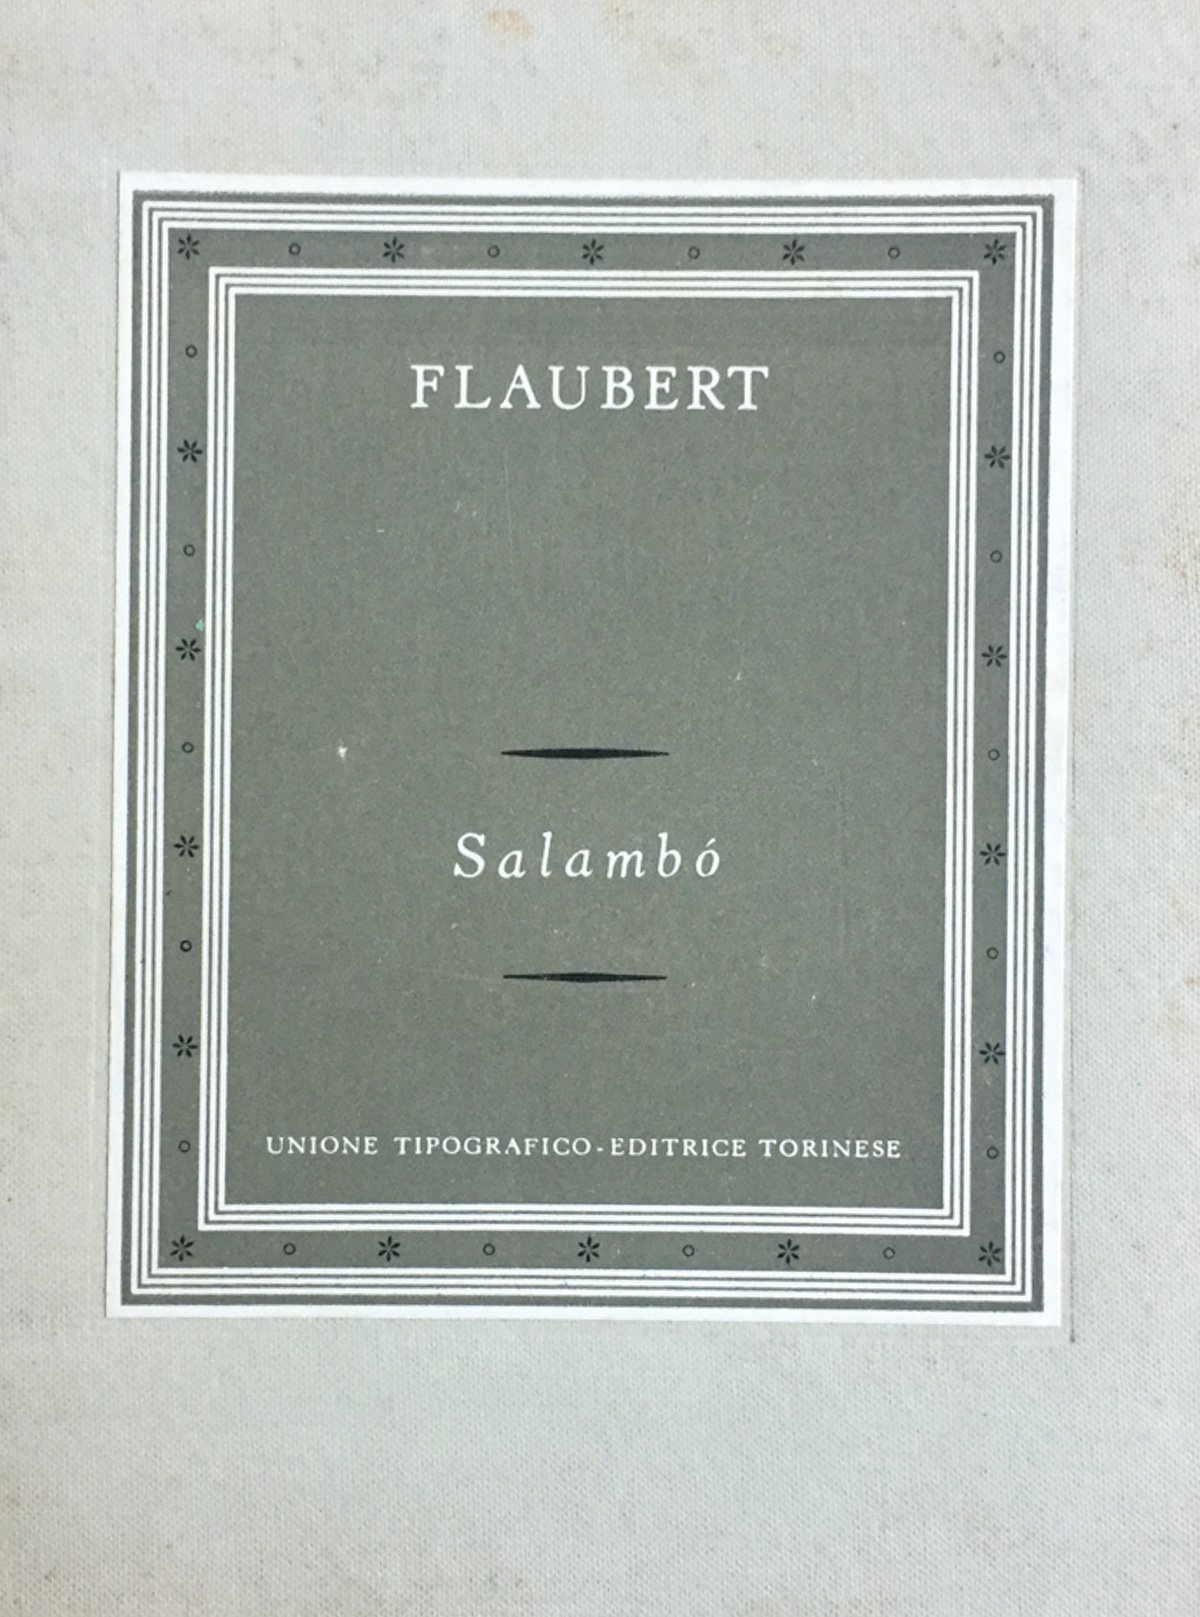 FLAUBERT
Salambó
UNIONE TIPOGRAFICO-EDITRICE TORINESE